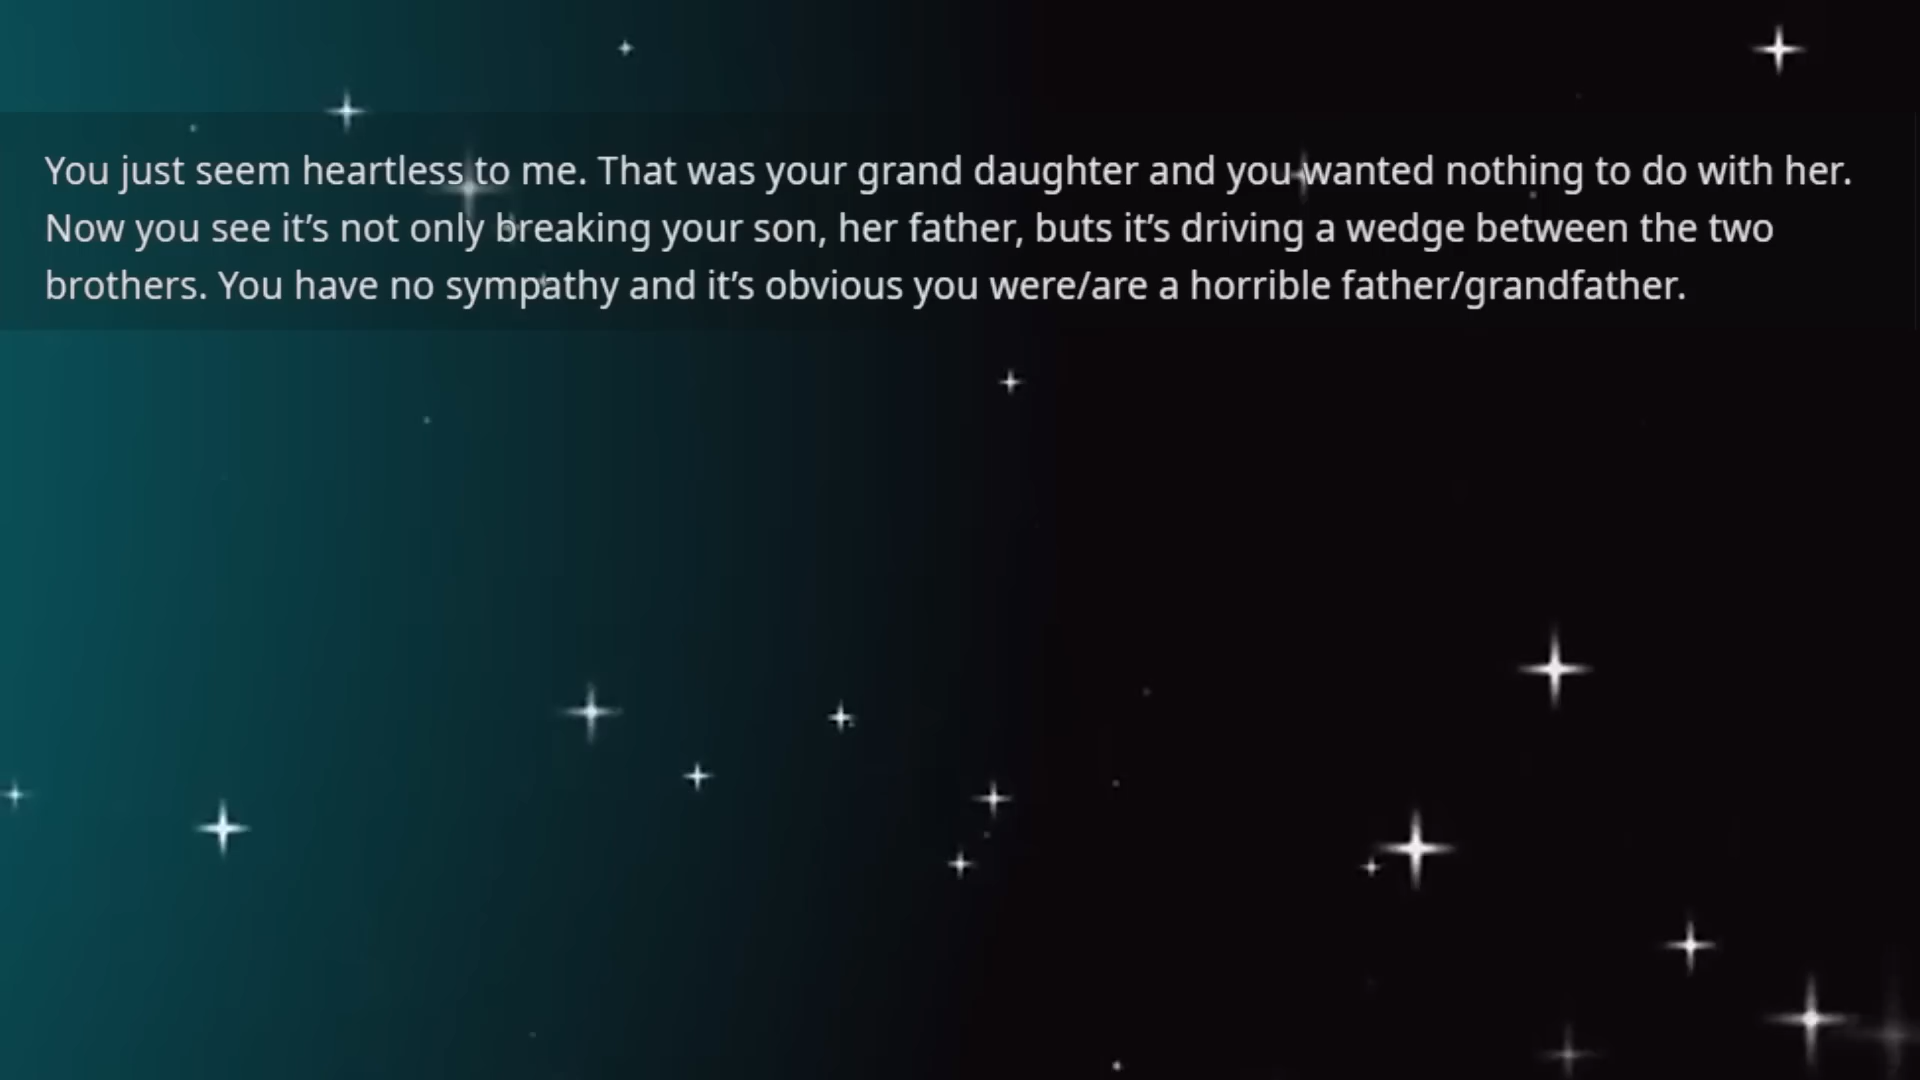 You just seem heartless to me. That was your grand daughter and you wanted nothing to do with her.
Now you see it’s not only breaking your son, her father, buts it’s driving a wedge between the two
brothers. You have no sympathy and it’s obvious you were/are a horrible father/grandfather.